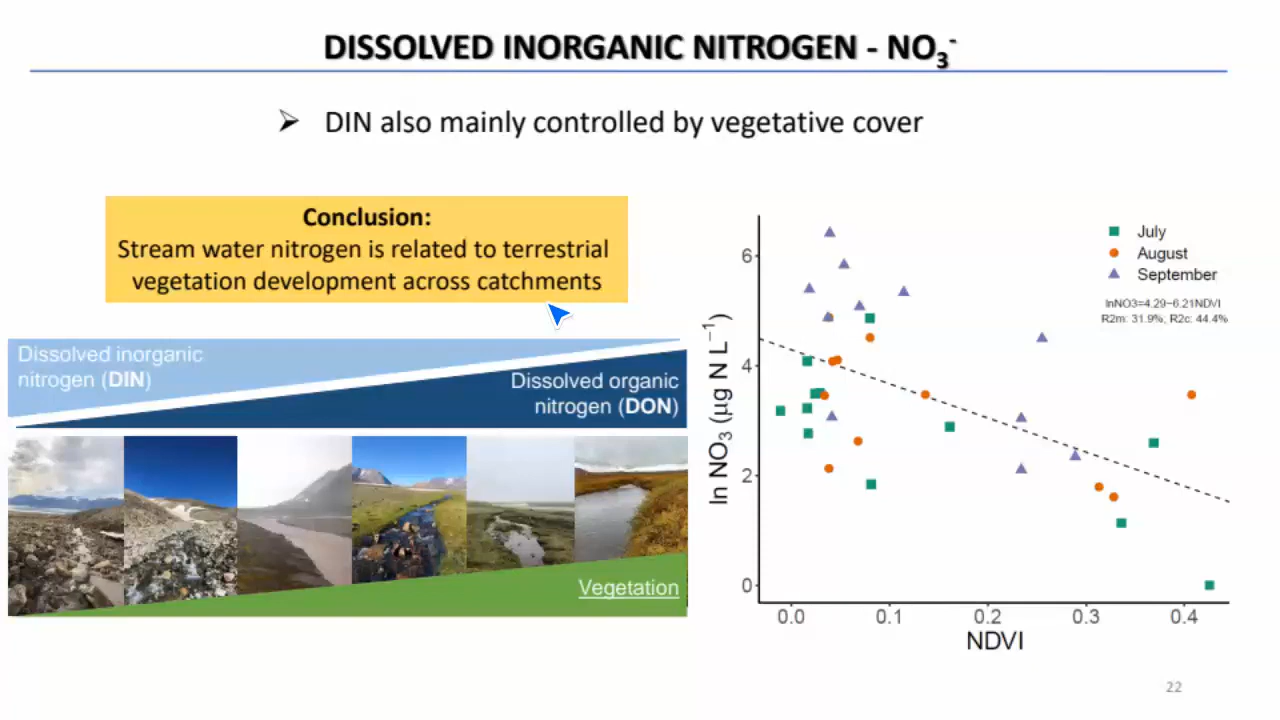 DISSOLVED INORGANIC NITROGEN - NO₃⁻
➢ DIN also mainly controlled by vegetative cover
Conclusion:
Stream water nitrogen is related to terrestrial
vegetation development across catchments
Dissolved inorganic
nitrogen (DIN)
Dissolved organic
nitrogen (DON)
Vegetation
July
August
September
lnNO3=4.29−6.21NDVI
R2m: 31.9%; R2c: 44.4%
ln NO₃ (µg N L⁻¹)
6
4
2
0
0.0 0.1 0.2 0.3 0.4
NDVI
22